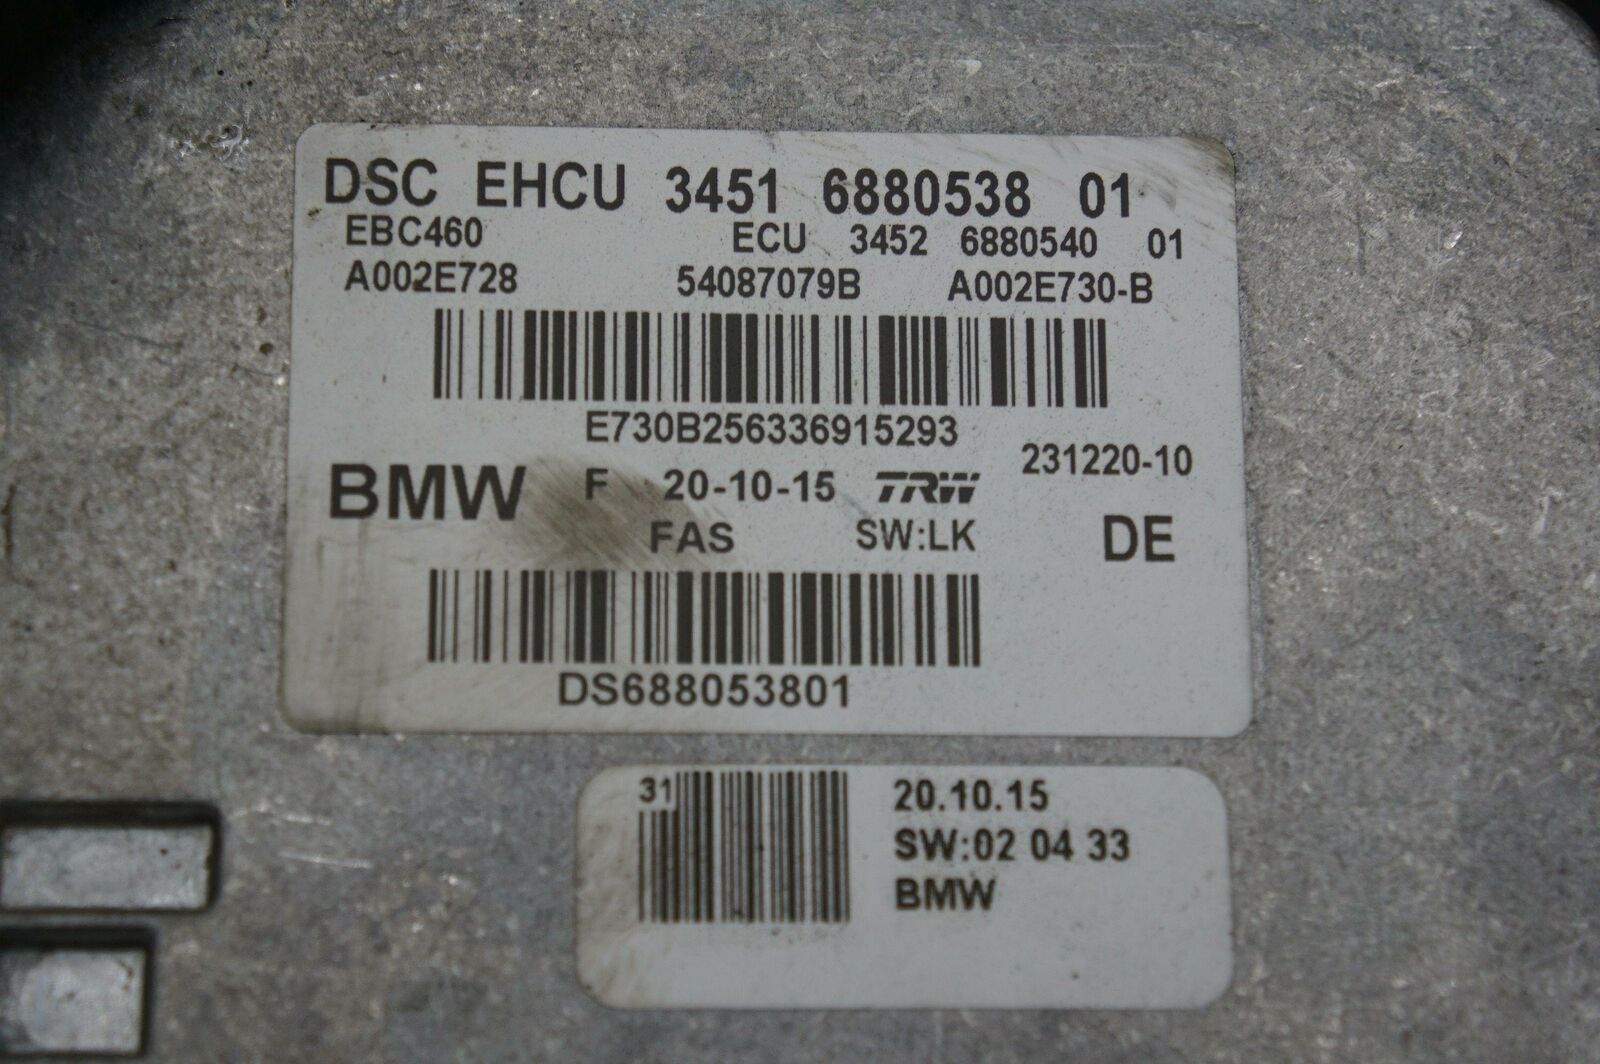 DSC EHCU 3451 6880538 01
EBC460 ECU 3452 6880540 01
A002E728 54087079B A002E730-B
E730B256336915293
231220-10
BMW F 20-10-15 TRW
FAS SW:LK DE
DS688053801
31 20.10.15
SW:02 04 33
BMW